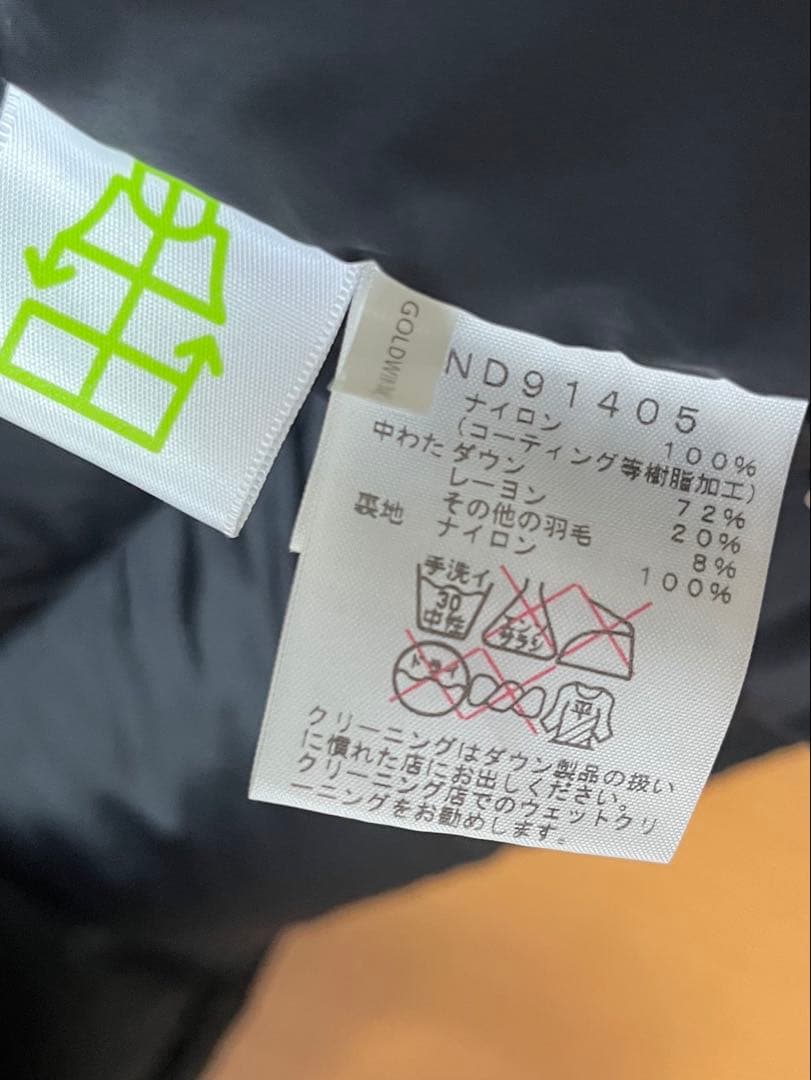 GOLDWIN
ND91405
ナイロン 100%
(コーティング等樹脂加工)
中わた ダウン 72%
レーヨン 20%
その他の羽毛 8%
裏地 ナイロン 100%
手洗イ
30
中性
エンソ
サラシ
ドライ
平
クリーニングはダウン製品の扱い
に慣れた店にお出しください。
クリーニング店でのウェットクリ
ーニングをお勧めします。